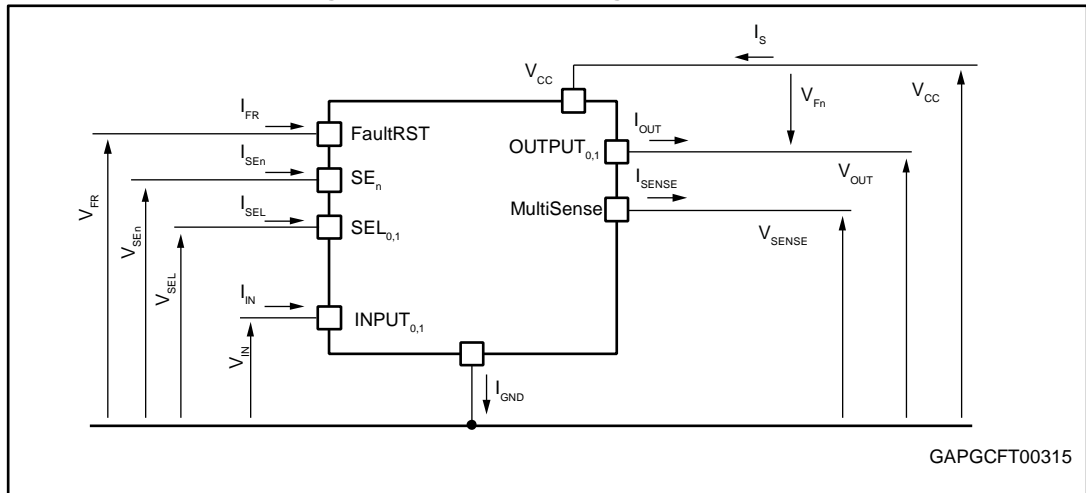 I_S
V_CC
V_Fn
V_CC
I_FR
FaultRST
I_OUT
OUTPUT_0,1
I_SEn
SE_n
V_OUT
I_SENSE
MultiSense
I_SEL
SEL_0,1
V_SENSE
V_FR
V_SEn
V_SEL
I_IN
INPUT_0,1
V_IN
I_GND
GAPGCFT00315